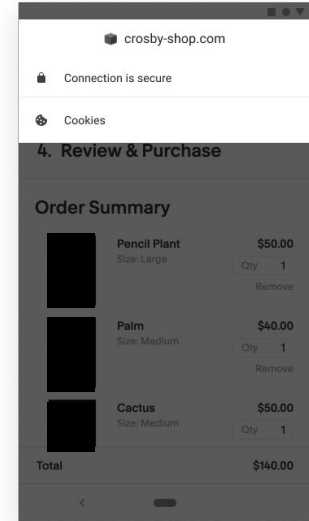 crosby-shop.com
Connection is secure
Cookies
4. Review & Purchase
Order Summary
Pencil Plant $50.00
Size: Large Qty 1
Remove
Palm $40.00
Size: Medium Qty 1
Remove
Cactus $50.00
Size: Medium Qty 1
Total $140.00